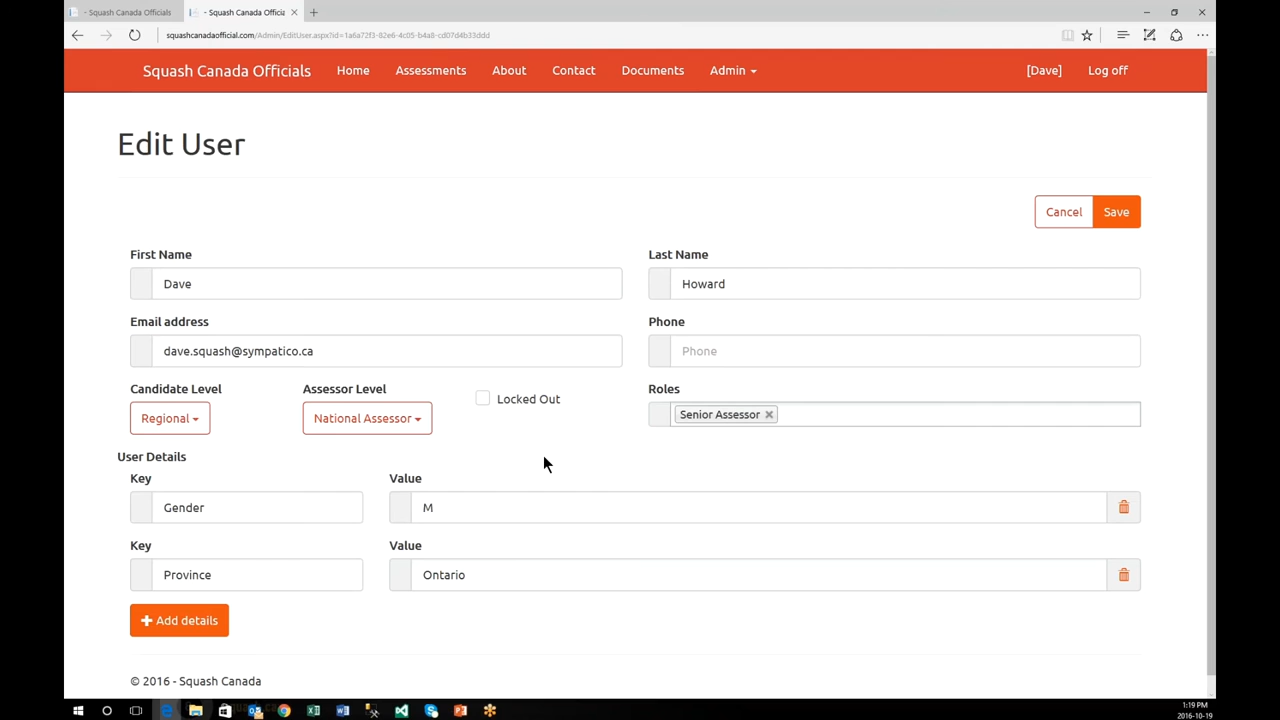 - Squash Canada Officials
- Squash Canada Officia
squashcanadaofficial.com/Admin/EditUser.aspx?id=1a6a72f3-82e6-4c05-b4a8-cd07d4b33ddd
Squash Canada Officials Home Assessments About Contact Documents Admin [Dave] Log off
Edit User
Cancel Save
First Name Last Name
Dave Howard
Email address Phone
dave.squash@sympatico.ca Phone
Candidate Level Assessor Level Locked Out Roles
Regional National Assessor Senior Assessor
User Details
Key Value
Gender M
Key Value
Province Ontario
Add details
© 2016 - Squash Canada
1:19 PM
2016-10-19